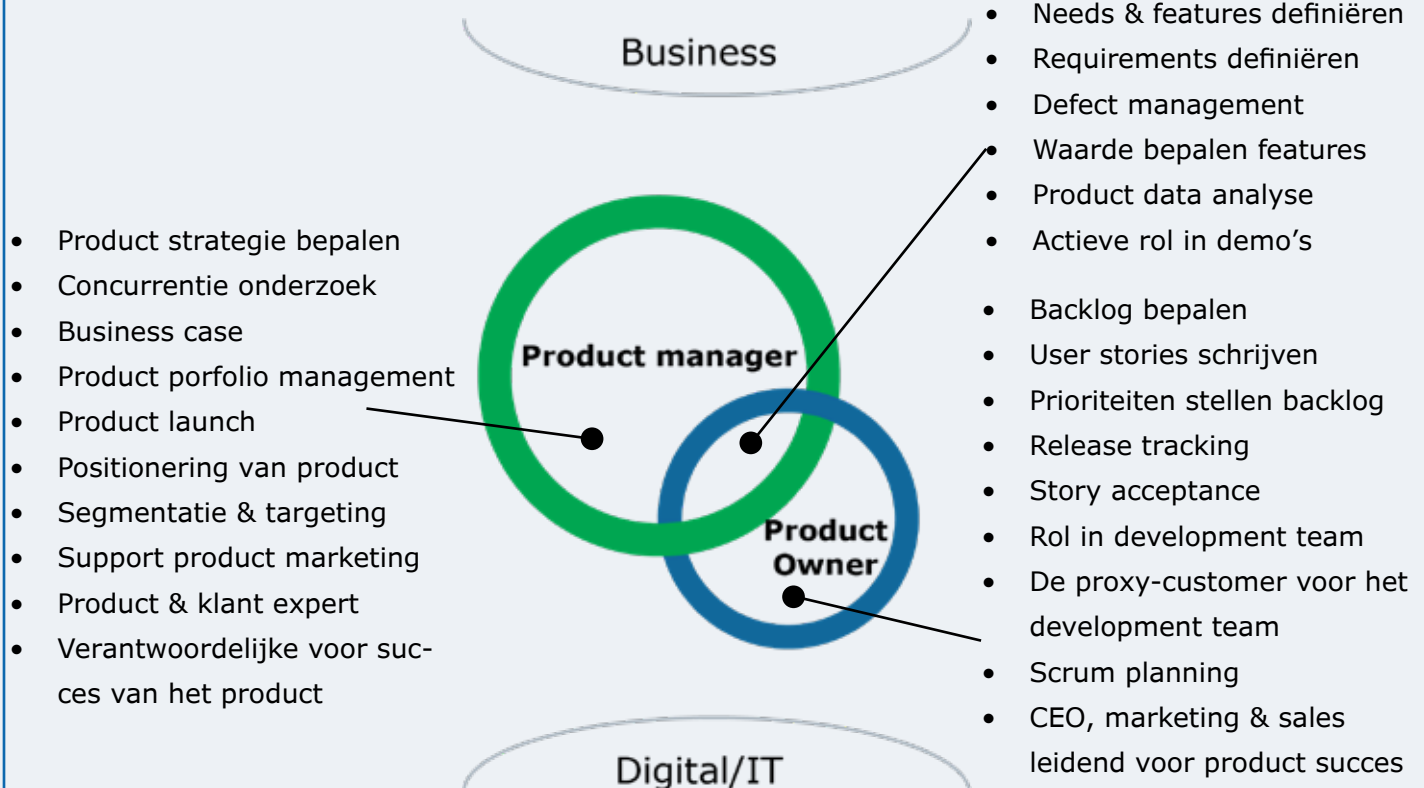 Business
• Needs & features definiëren
• Requirements definiëren
• Defect management
• Waarde bepalen features
• Product data analyse
• Actieve rol in demo’s
• Product strategie bepalen
• Concurrentie onderzoek
• Business case
• Product porfolio management
• Product launch
• Positionering van product
• Segmentatie & targeting
• Support product marketing
• Product & klant expert
• Verantwoordelijke voor suc-
ces van het product
Product manager
Product
Owner
• Backlog bepalen
• User stories schrijven
• Prioriteiten stellen backlog
• Release tracking
• Story acceptance
• Rol in development team
• De proxy-customer voor het
development team
• Scrum planning
• CEO, marketing & sales
leidend voor product succes
Digital/IT